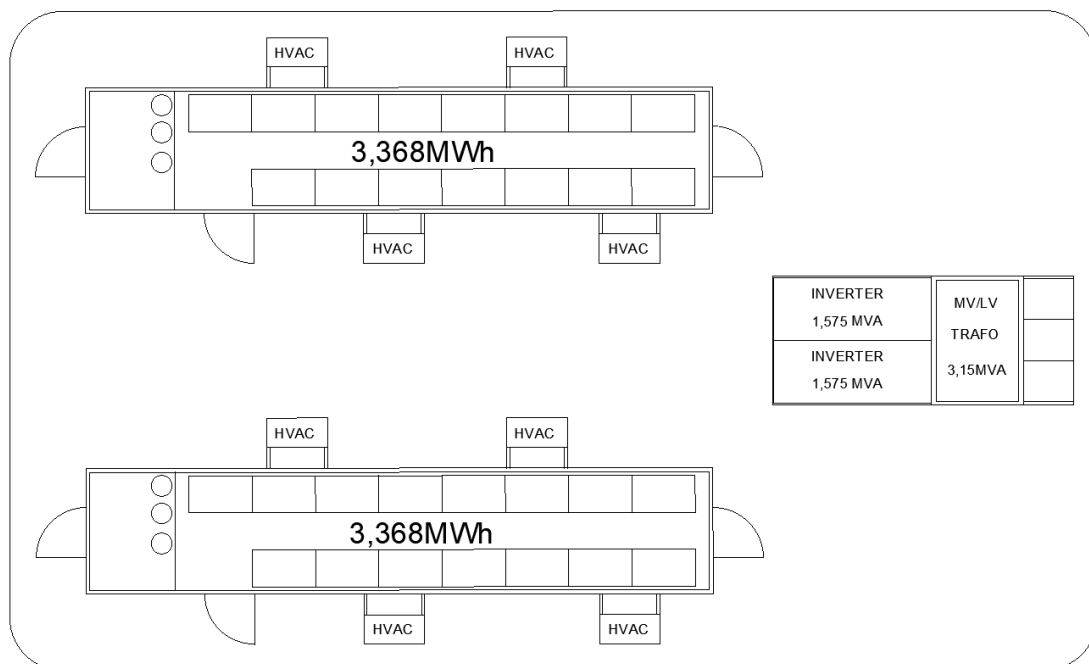 HVAC
HVAC
3,368MWh
HVAC
HVAC
INVERTER
1,575 MVA
INVERTER
1,575 MVA
MV/LV
TRAFO
3,15MVA
HVAC
HVAC
3,368MWh
HVAC
HVAC